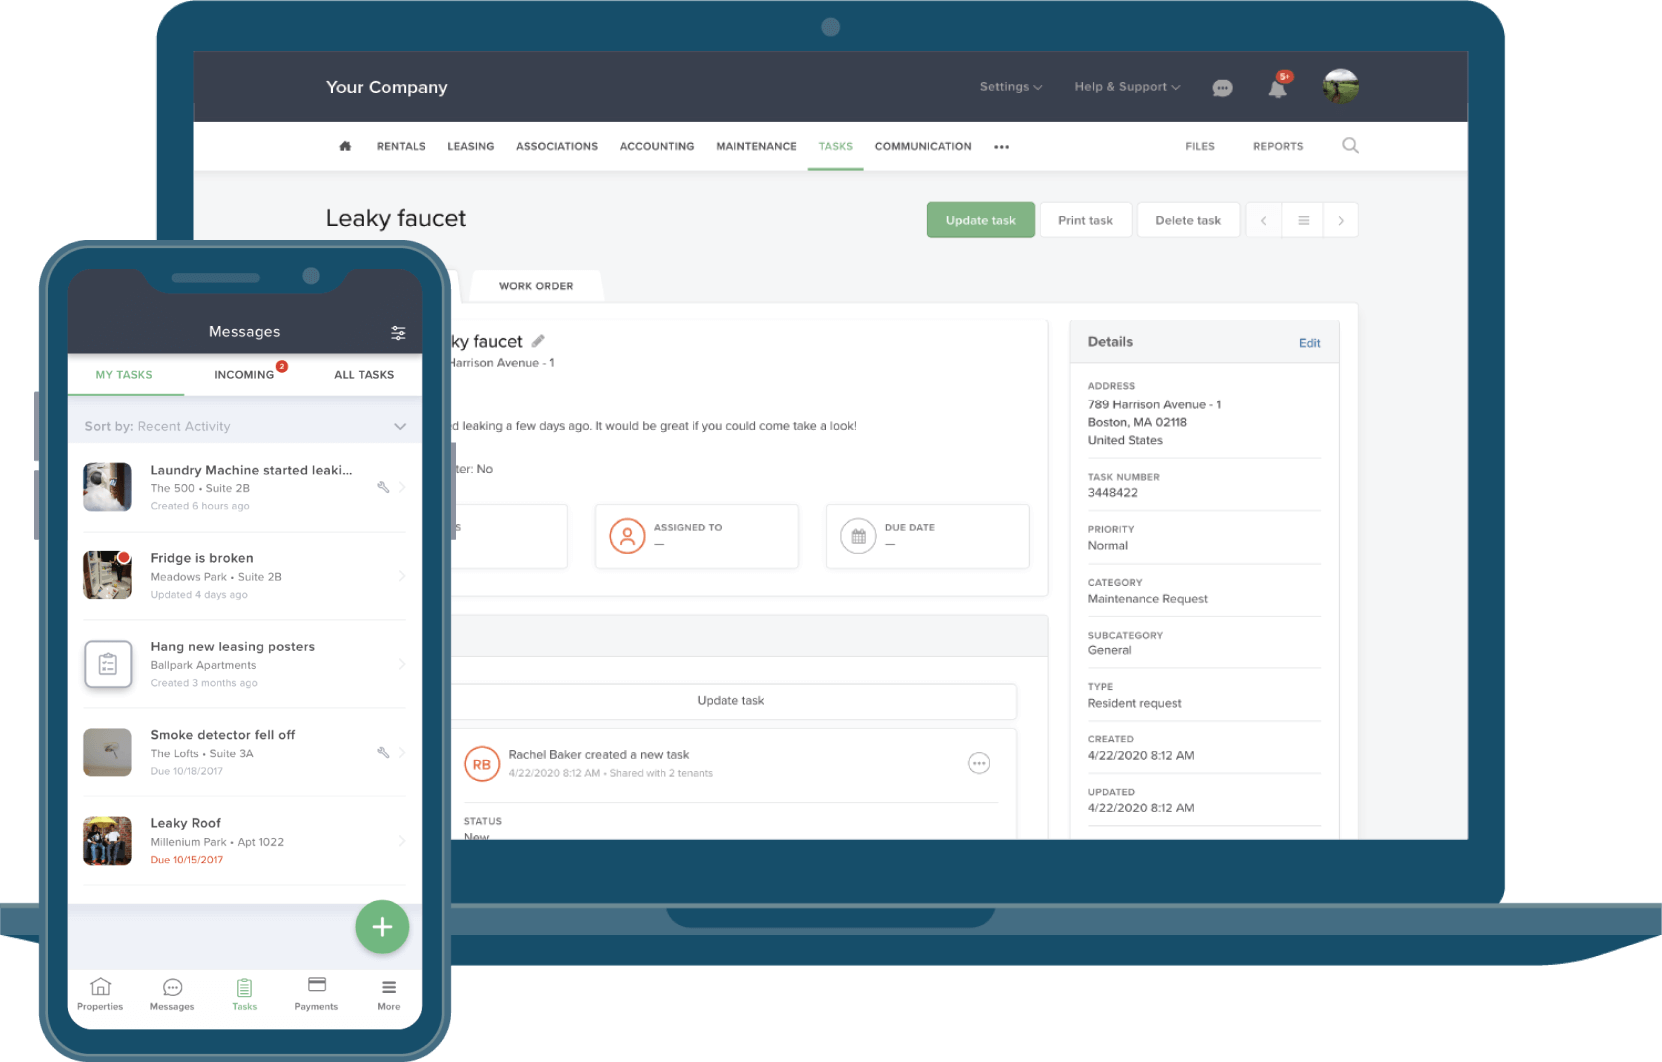 Your Company
Settings
Help & Support
5+
RENTALS
LEASING
ASSOCIATIONS
ACCOUNTING
MAINTENANCE
TASKS
COMMUNICATION
FILES
REPORTS
Leaky faucet
Update task
Print task
Delete task
WORK ORDER
ky faucet
Harrison Avenue - 1
d leaking a few days ago. It would be great if you could come take a look!
ter: No
S
ASSIGNED TO
—
DUE DATE
—
Update task
RB
Rachel Baker created a new task
4/22/2020 8:12 AM • Shared with 2 tenants
STATUS
New
Details
Edit
ADDRESS
789 Harrison Avenue - 1
Boston, MA 02118
United States
TASK NUMBER
3448422
PRIORITY
Normal
CATEGORY
Maintenance Request
SUBCATEGORY
General
TYPE
Resident request
CREATED
4/22/2020 8:12 AM
UPDATED
4/22/2020 8:12 AM
Messages
MY TASKS
INCOMING
2
ALL TASKS
Sort by: Recent Activity
Laundry Machine started leaki...
The 500 • Suite 2B
Created 6 hours ago
Fridge is broken
Meadows Park • Suite 2B
Updated 4 days ago
Hang new leasing posters
Ballpark Apartments
Created 3 months ago
Smoke detector fell off
The Lofts • Suite 3A
Due 10/18/2017
Leaky Roof
Millenium Park • Apt 1022
Due 10/15/2017
Properties
Messages
Tasks
Payments
More